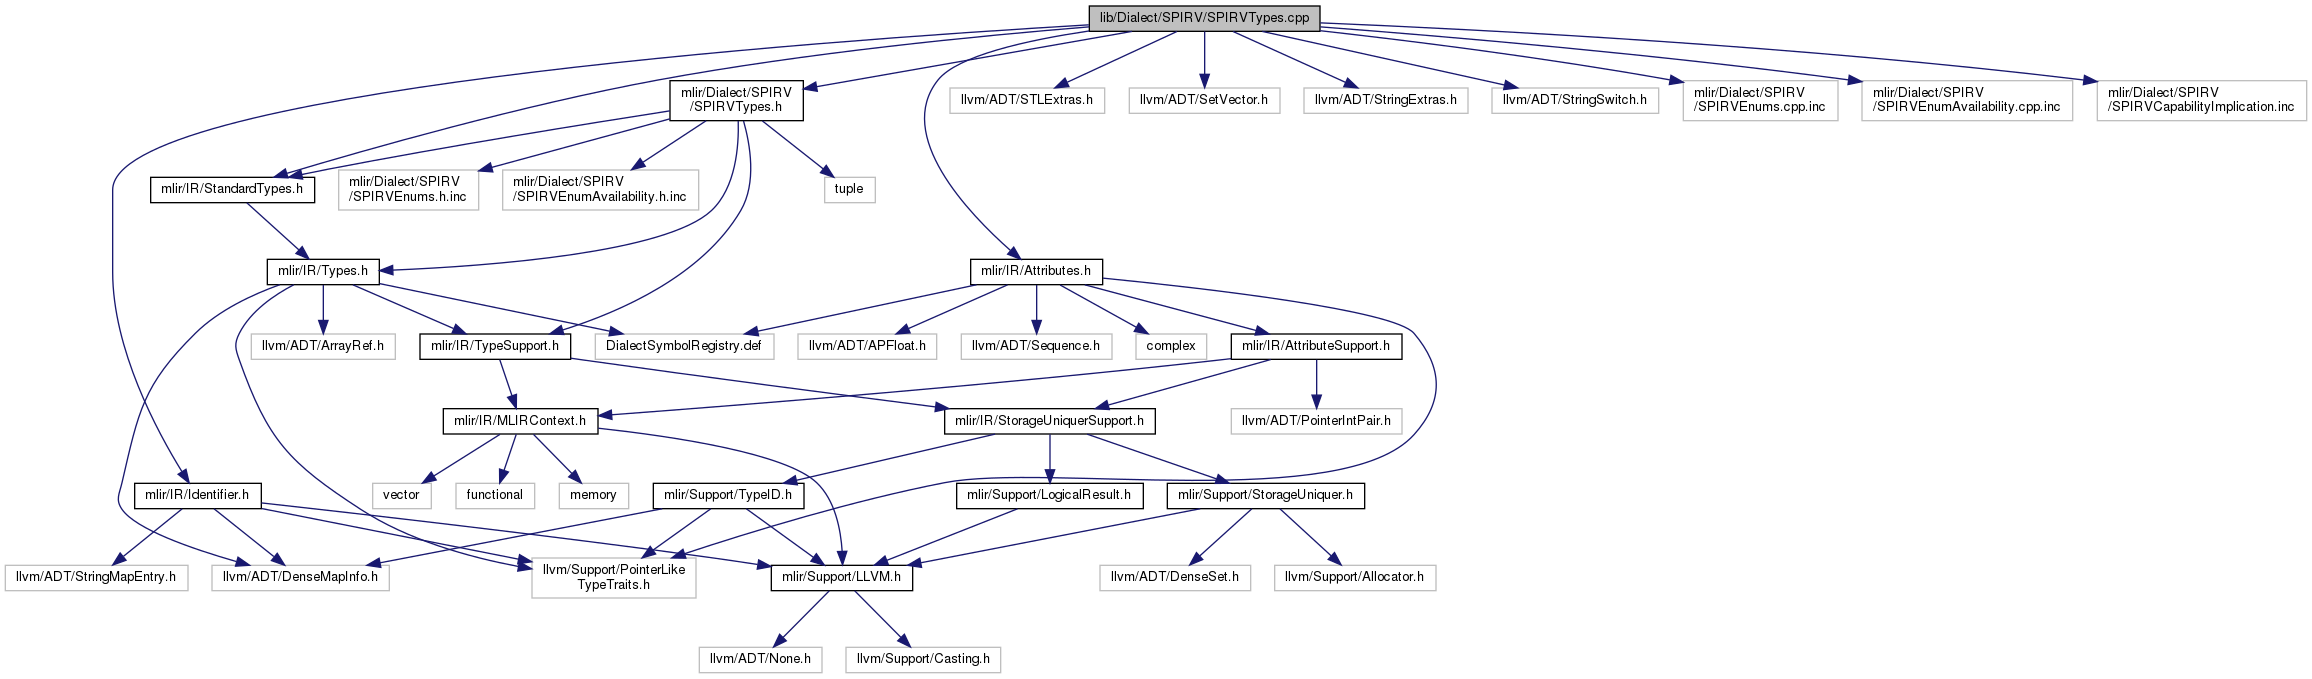 lib/Dialect/SPIRV/SPIRVTypes.cpp
mlir/Dialect/SPIRV
/SPIRVTypes.h
llvm/ADT/STLExtras.h
llvm/ADT/SetVector.h
llvm/ADT/StringExtras.h
llvm/ADT/StringSwitch.h
mlir/Dialect/SPIRV
/SPIRVEnums.cpp.inc
mlir/Dialect/SPIRV
/SPIRVEnumAvailability.cpp.inc
mlir/Dialect/SPIRV
/SPIRVCapabilityImplication.inc
mlir/IR/StandardTypes.h
mlir/Dialect/SPIRV
/SPIRVEnums.h.inc
mlir/Dialect/SPIRV
/SPIRVEnumAvailability.h.inc
tuple
mlir/IR/Types.h
mlir/IR/Attributes.h
llvm/ADT/ArrayRef.h
mlir/IR/TypeSupport.h
DialectSymbolRegistry.def
llvm/ADT/APFloat.h
llvm/ADT/Sequence.h
complex
mlir/IR/AttributeSupport.h
mlir/IR/MLIRContext.h
mlir/IR/StorageUniquerSupport.h
llvm/ADT/PointerIntPair.h
mlir/IR/Identifier.h
vector
functional
memory
mlir/Support/TypeID.h
mlir/Support/LogicalResult.h
mlir/Support/StorageUniquer.h
llvm/ADT/StringMapEntry.h
llvm/ADT/DenseMapInfo.h
llvm/Support/PointerLike
TypeTraits.h
mlir/Support/LLVM.h
llvm/ADT/DenseSet.h
llvm/Support/Allocator.h
llvm/ADT/None.h
llvm/Support/Casting.h